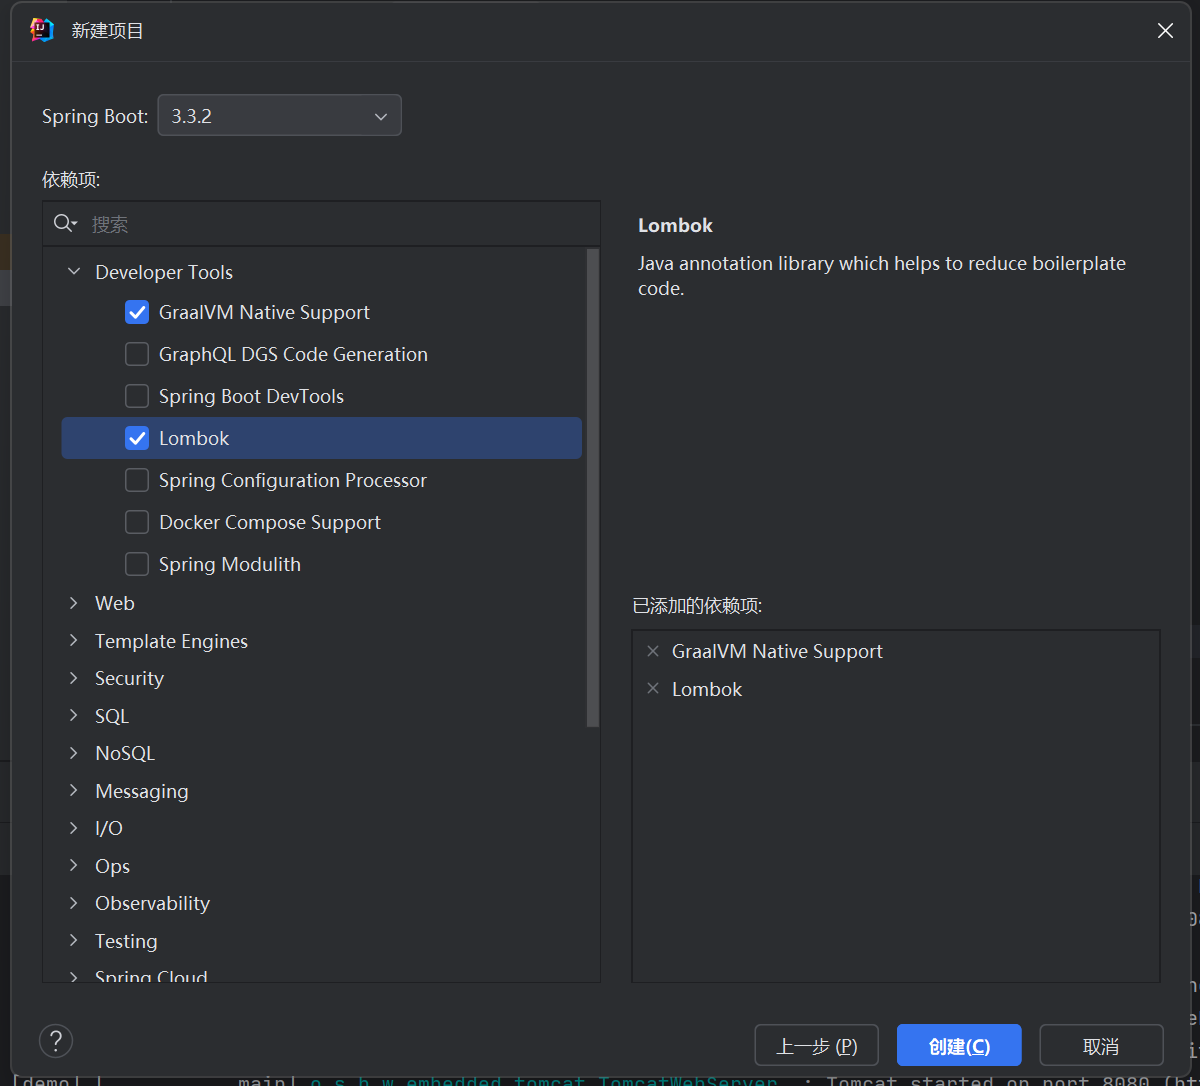 新建项目
Spring Boot: 3.3.2
依赖项:
搜索
Developer Tools
GraalVM Native Support
GraphQL DGS Code Generation
Spring Boot DevTools
Lombok
Spring Configuration Processor
Docker Compose Support
Spring Modulith
Web
Template Engines
Security
SQL
NoSQL
Messaging
I/O
Ops
Observability
Testing
Spring Cloud
Lombok
Java annotation library which helps to reduce boilerplate
code.
已添加的依赖项:
GraalVM Native Support
Lombok
?
上一步 (P)
创建(C)
取消
[demo] [ main] o.s.b.w.embedded.tomcat.TomcatWebServer : Tomcat started on port 8080